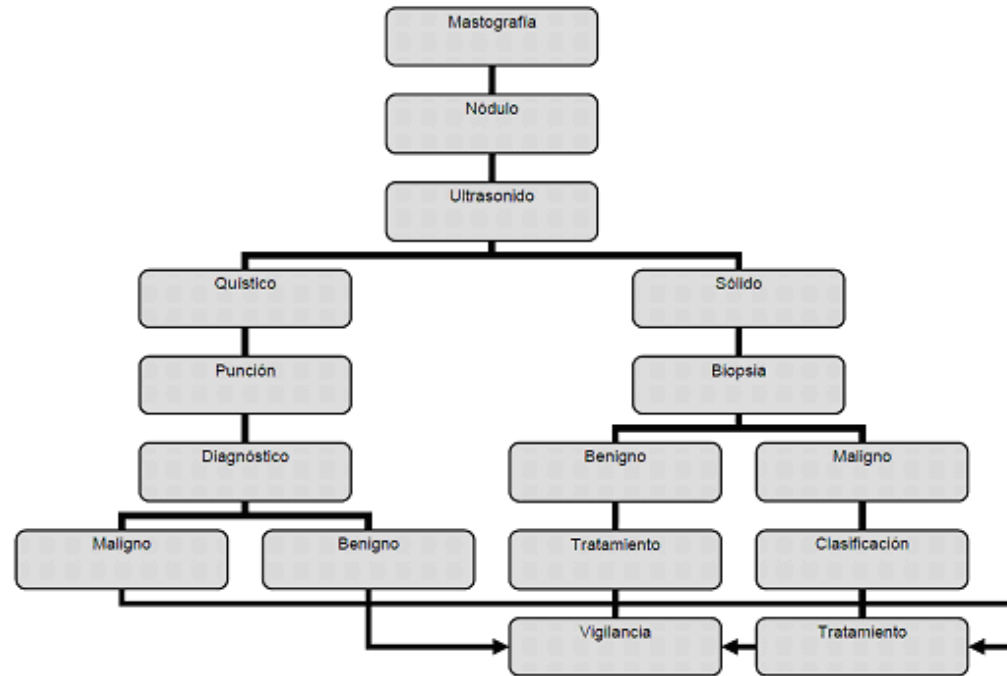 Mastografía
Nódulo
Ultrasonido
Quístico
Sólido
Punción
Biopsia
Diagnóstico
Benigno
Maligno
Maligno
Benigno
Tratamiento
Clasificación
Vigilancia
Tratamiento